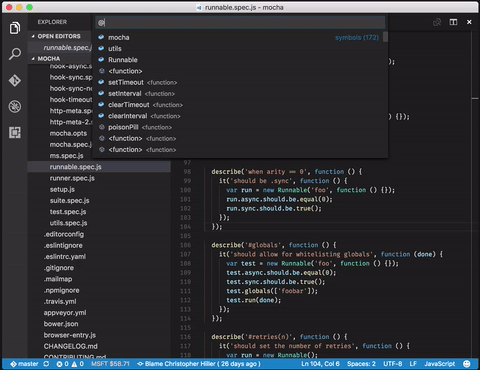 runnable.spec.js - mocha
EXPLORER
@
OPEN EDITORS
runnable.spec.js
MOCHA
hook-async.sp
hook-sync.spe
hook-sync-ne
hook-timeout
http-meta.spe
http-meta-2.s
mocha.opts
mocha.spec.js
ms.spec.js
runnable.spec.js
runner.spec.js
setup.js
suite.spec.js
test.spec.js
utils.spec.js
.editorconfig
.eslintignore
.eslintrc.yaml
.gitignore
.mailmap
.npmignore
.travis.yml
appveyor.yml
bower.json
browser-entry.js
CHANGELOG.md
CONTRIBUTING.md
mocha symbols (172)
utils
Runnable
<function>
setTimeout <function>
setInterval <function>
clearTimeout <function>
clearInterval <function>
poisonPill <function>
<function> <function>
<function> <function>
97
98 describe('when arity == 0', function () {
99 it('should be .sync', function () {
100 var run = new Runnable('foo', function () {});
101 run.async.should.be.equal(0);
102 run.sync.should.be.true();
103 });
104 });
105
106 describe('#globals', function () {
107 it('should allow for whitelisting globals', function (done) {
108 var test = new Runnable('foo', function () {});
109 test.async.should.be.equal(0);
110 test.sync.should.be.true();
111 test.globals(['foobar']);
112 test.run(done);
113 });
114 });
115
116 describe('#retries(n)', function () {
117 it('should set the number of retries', function () {
118 var run = new Runnable(
master 0 0 MSFT $58.71 Blame Christopher Hiller ( 26 days ago ) Ln 104, Col 6 Spaces: 2 UTF-8 LF JavaScript